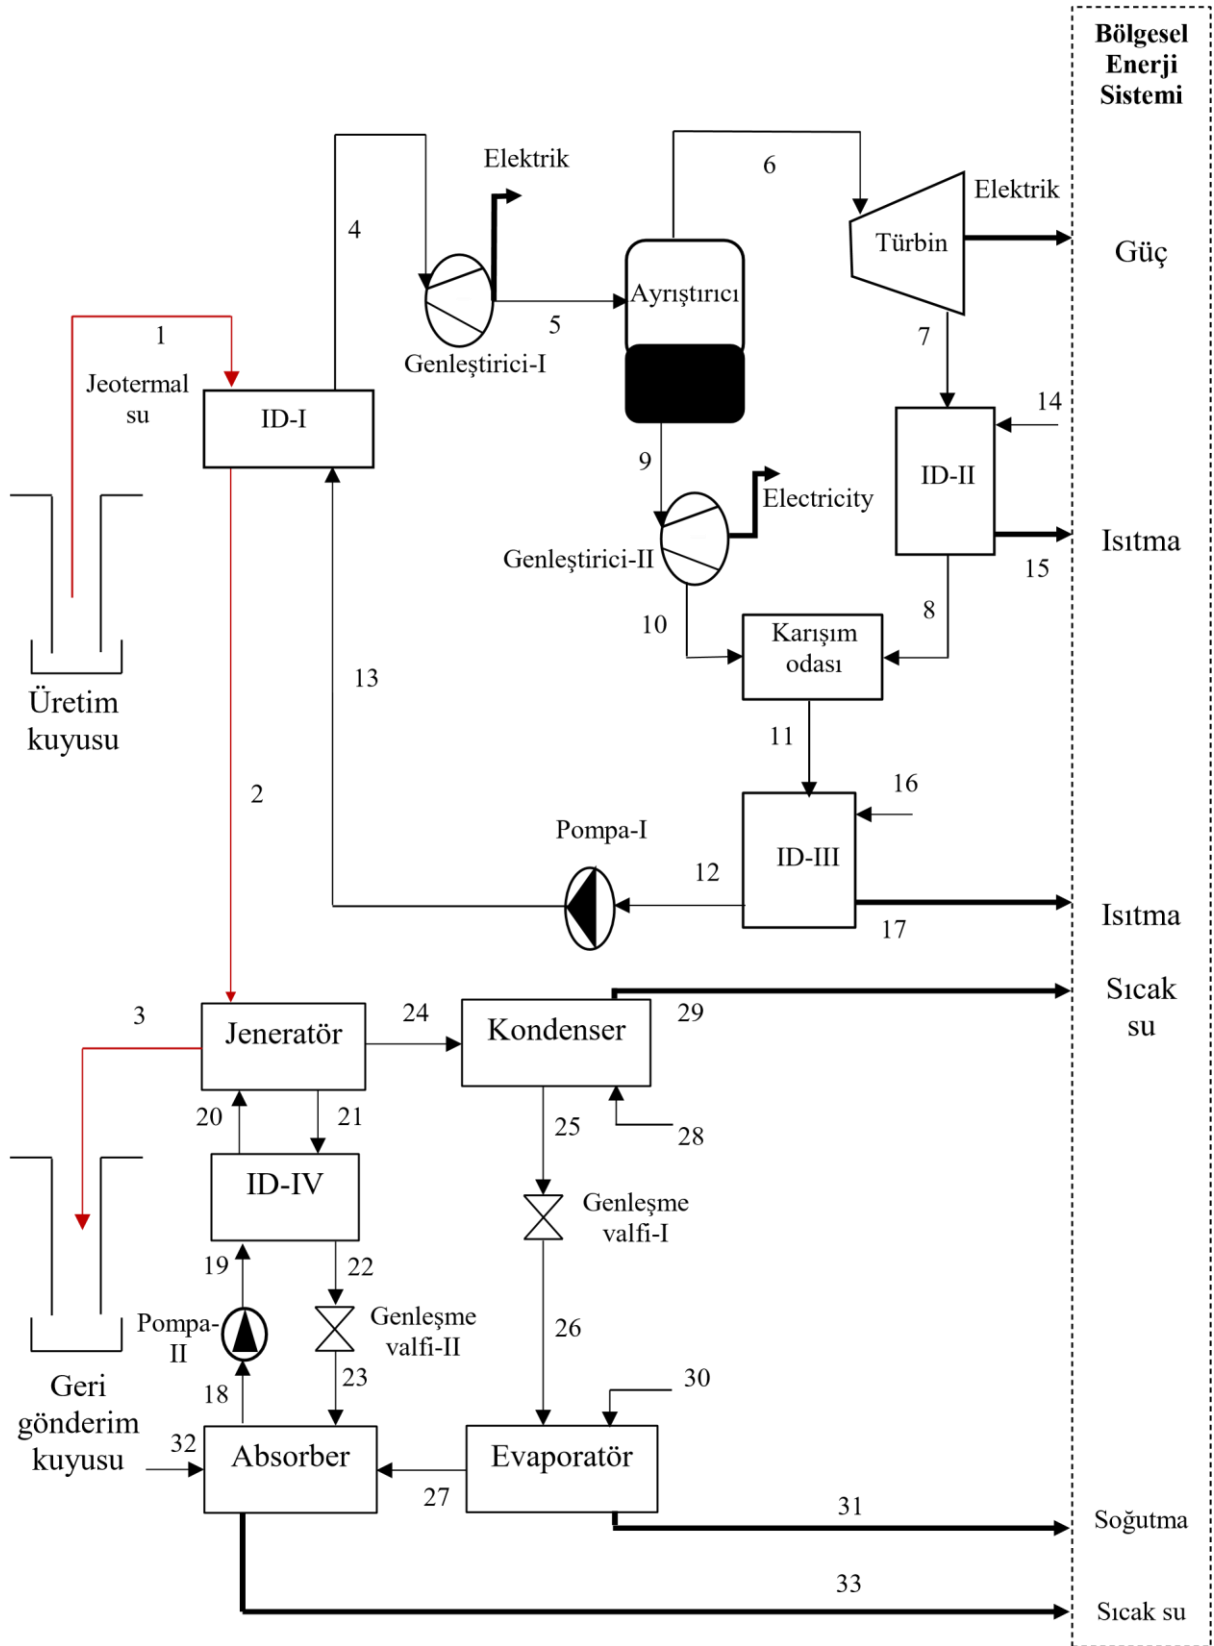 Bölgesel
Enerji
Sistemi
6
Elektrik
4
Elektrik
Türbin
Güç
Ayrıştırıcı
1
5
7
Genleştirici-I
Jeotermal
su
ID-I
14
9
ID-II
Electricity
Isıtma
Genleştirici-II
15
10
8
Karışım
odası
13
Üretim
kuyusu
11
2
16
Pompa-I
ID-III
12
Isıtma
17
3
24
29
Sıcak
su
Jeneratör
Kondenser
20
21
25
28
ID-IV
Genleşme
valfi-I
19
22
Pompa-
II
Genleşme
valfi-II
26
18
23
30
Geri
gönderim
kuyusu
32
Absorber
Evaporatör
27
31
Soğutma
33
Sıcak su